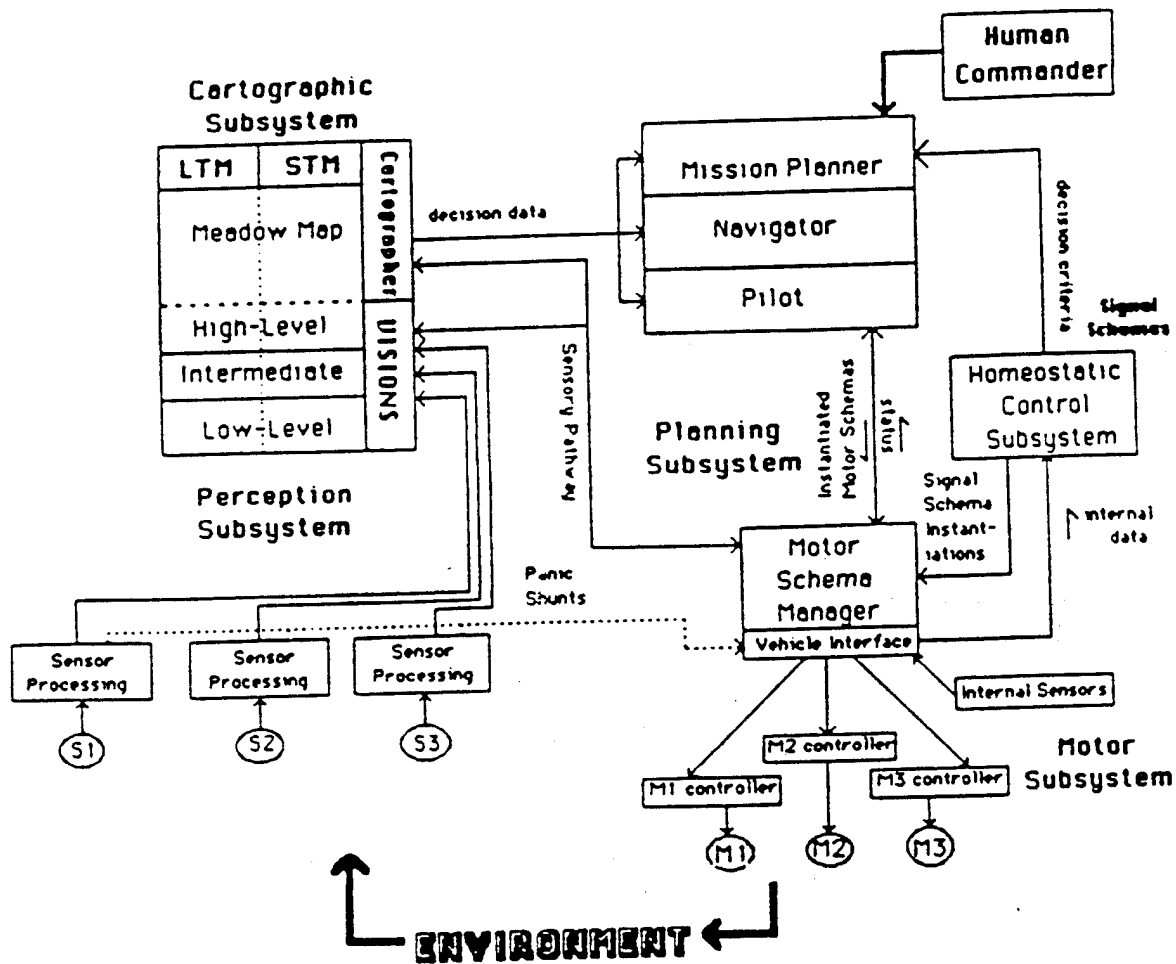 Human
Commander
Cartographic
Subsystem
LTM
STM
Cartographer
Meadow Map
decision data
Mission Planner
Navigator
Pilot
decision criteria
Signal
Schemas
High-Level
Intermediate
Low-Level
VISIONS
Sensory Pathway
Homeostatic
Control
Subsystem
Planning
Subsystem
Instantiated
Motor Schemas
status
Perception
Subsystem
Signal
Schema
Instant-
iations
internal
data
Motor
Schema
Manager
Vehicle Interface
Panic
Shunts
Sensor
Processing
Sensor
Processing
Sensor
Processing
Internal Sensors
S1
S2
S3
M2 controller
M1 controller
M3 controller
Motor
Subsystem
M1
M2
M3
ENVIRONMENT